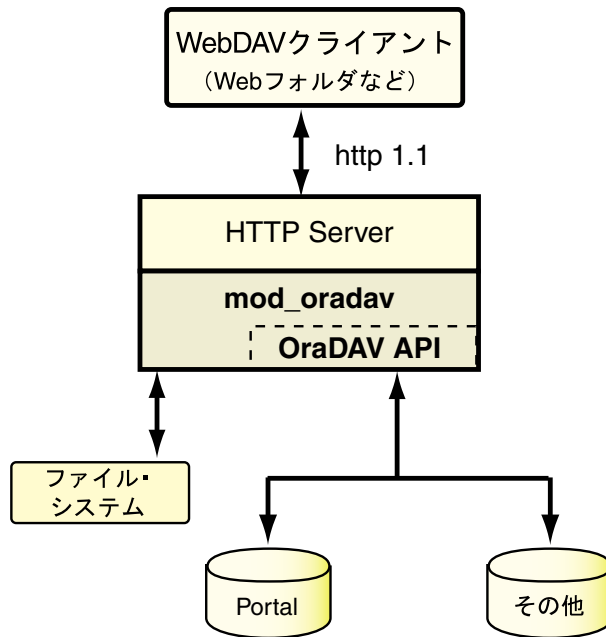 WebDAVクライアント
（Webフォルダなど）
http 1.1
HTTP Server
mod_oradav
OraDAV API
ファイル・
システム
Portal
その他